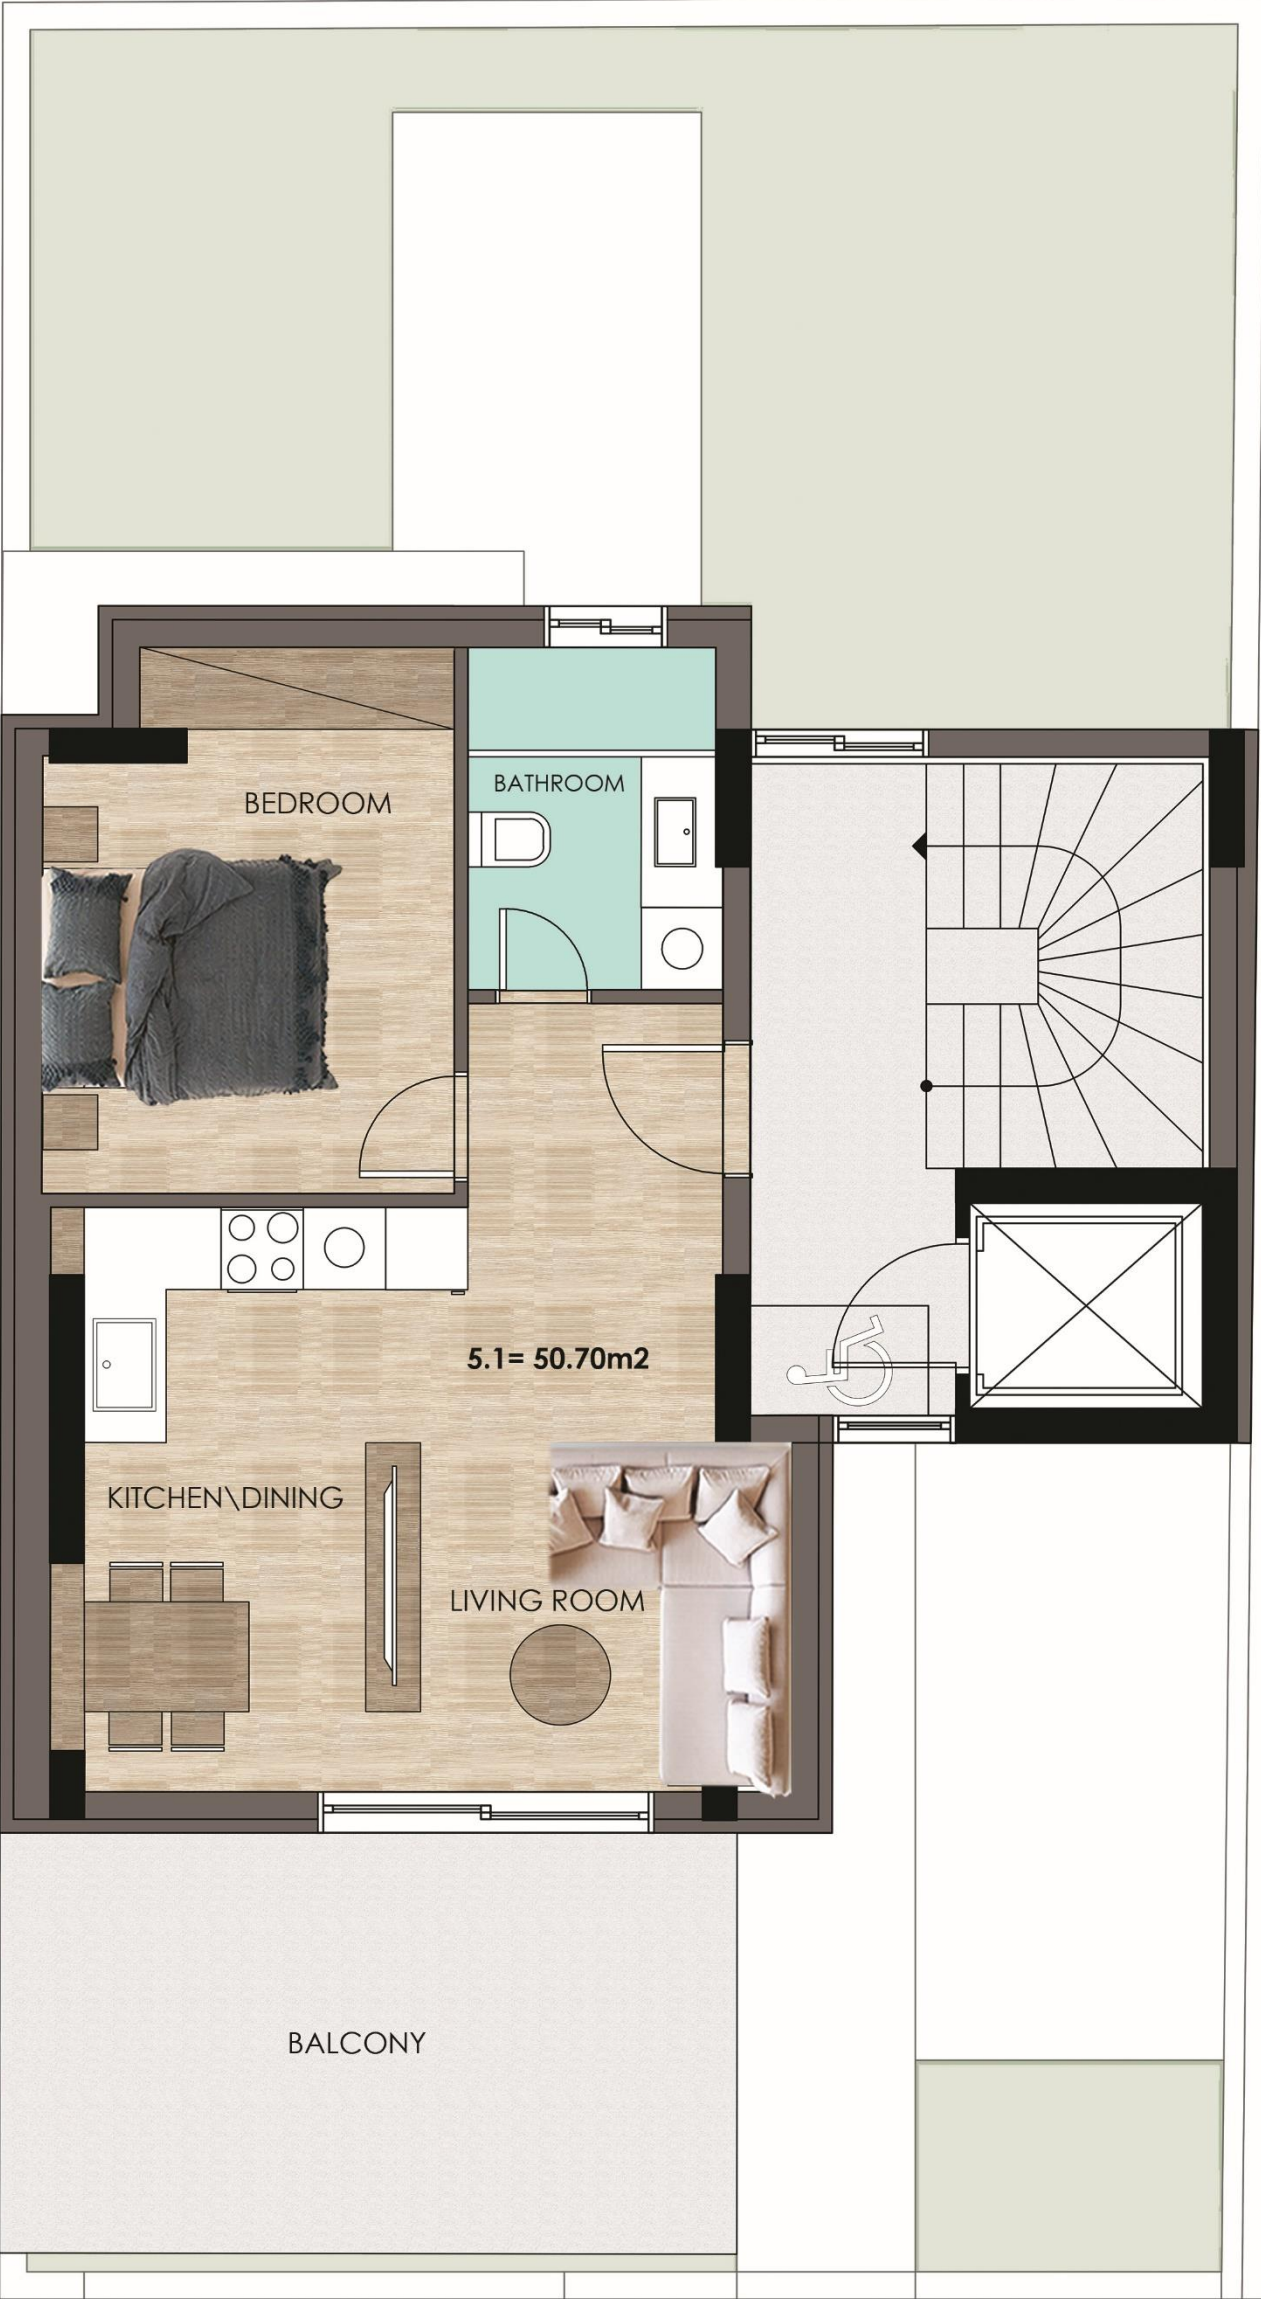 BATHROOM
BEDROOM
5.1= 50.70m2
KITCHEN\DINING
LIVING ROOM
BALCONY